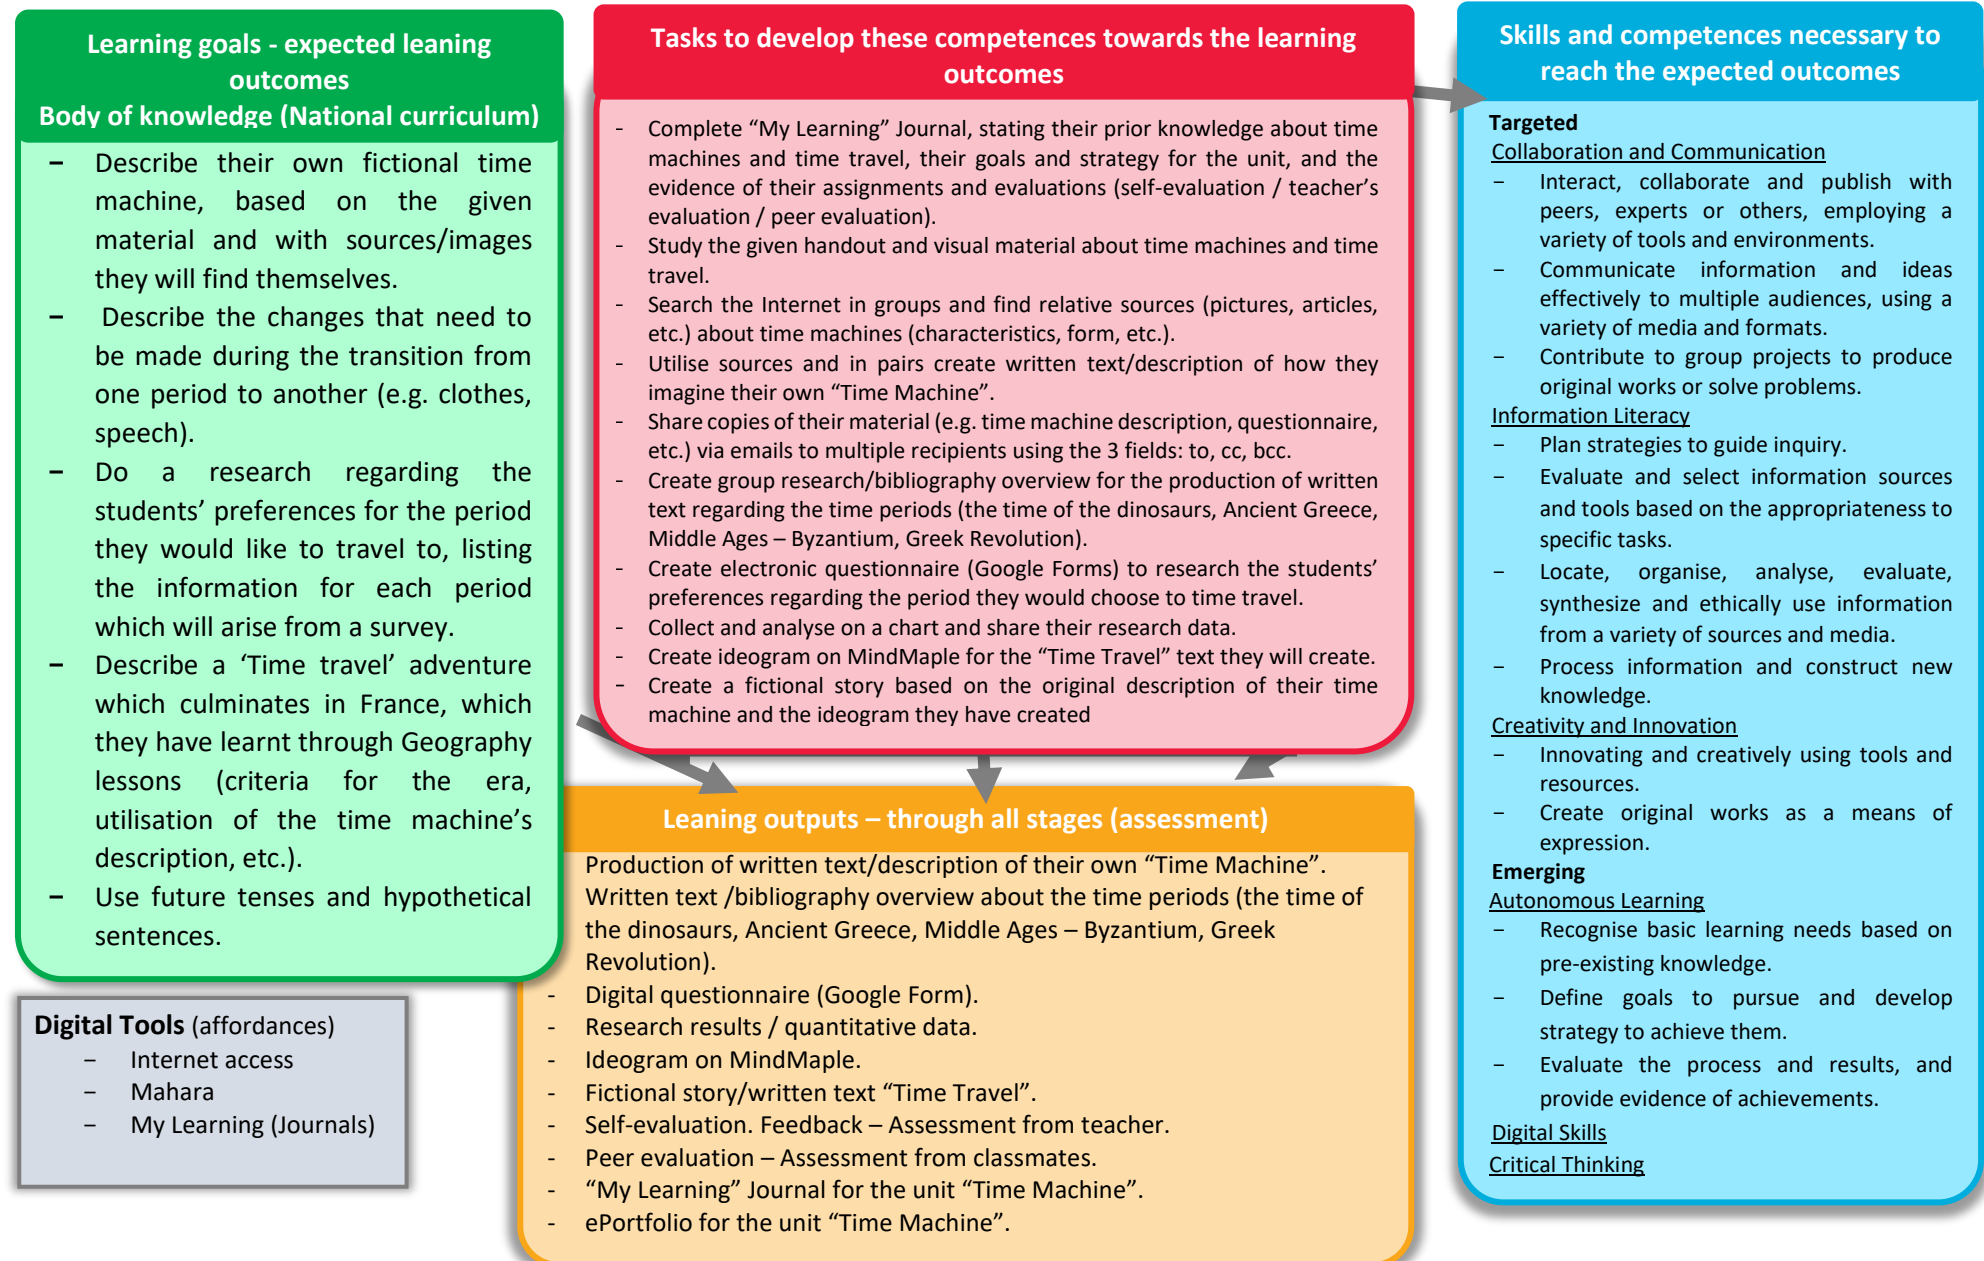 Learning goals - expected leaning
outcomes
Body of knowledge (National curriculum)
– Describe their own fictional time
machine, based on the given
material and with sources/images
they will find themselves.
– Describe the changes that need to
be made during the transition from
one period to another (e.g. clothes,
speech).
– Do a research regarding the
students’ preferences for the period
they would like to travel to, listing
the information for each period
which will arise from a survey.
– Describe a ‘Time travel’ adventure
which culminates in France, which
they have learnt through Geography
lessons (criteria for the era,
utilisation of the time machine’s
description, etc.).
– Use future tenses and hypothetical
sentences.
Digital Tools (affordances)
– Internet access
– Mahara
– My Learning (Journals)
Tasks to develop these competences towards the learning
outcomes
- Complete “My Learning” Journal, stating their prior knowledge about time
machines and time travel, their goals and strategy for the unit, and the
evidence of their assignments and evaluations (self-evaluation / teacher’s
evaluation / peer evaluation).
- Study the given handout and visual material about time machines and time
travel.
- Search the Internet in groups and find relative sources (pictures, articles,
etc.) about time machines (characteristics, form, etc.).
- Utilise sources and in pairs create written text/description of how they
imagine their own “Time Machine”.
- Share copies of their material (e.g. time machine description, questionnaire,
etc.) via emails to multiple recipients using the 3 fields: to, cc, bcc.
- Create group research/bibliography overview for the production of written
text regarding the time periods (the time of the dinosaurs, Ancient Greece,
Middle Ages – Byzantium, Greek Revolution).
- Create electronic questionnaire (Google Forms) to research the students’
preferences regarding the period they would choose to time travel.
- Collect and analyse on a chart and share their research data.
- Create ideogram on MindMaple for the “Time Travel” text they will create.
- Create a fictional story based on the original description of their time
machine and the ideogram they have created
Leaning outputs – through all stages (assessment)
Production of written text/description of their own “Time Machine”.
Written text /bibliography overview about the time periods (the time of
the dinosaurs, Ancient Greece, Middle Ages – Byzantium, Greek
Revolution).
- Digital questionnaire (Google Form).
- Research results / quantitative data.
- Ideogram on MindMaple.
- Fictional story/written text “Time Travel”.
- Self-evaluation. Feedback – Assessment from teacher.
- Peer evaluation – Assessment from classmates.
- “My Learning” Journal for the unit “Time Machine”.
- ePortfolio for the unit “Time Machine”.
Skills and competences necessary to
reach the expected outcomes
Targeted
Collaboration and Communication
– Interact, collaborate and publish with
peers, experts or others, employing a
variety of tools and environments.
– Communicate information and ideas
effectively to multiple audiences, using a
variety of media and formats.
– Contribute to group projects to produce
original works or solve problems.
Information Literacy
– Plan strategies to guide inquiry.
– Evaluate and select information sources
and tools based on the appropriateness to
specific tasks.
– Locate, organise, analyse, evaluate,
synthesize and ethically use information
from a variety of sources and media.
– Process information and construct new
knowledge.
Creativity and Innovation
– Innovating and creatively using tools and
resources.
– Create original works as a means of
expression.
Emerging
Autonomous Learning
– Recognise basic learning needs based on
pre-existing knowledge.
– Define goals to pursue and develop
strategy to achieve them.
– Evaluate the process and results, and
provide evidence of achievements.
Digital Skills
Critical Thinking